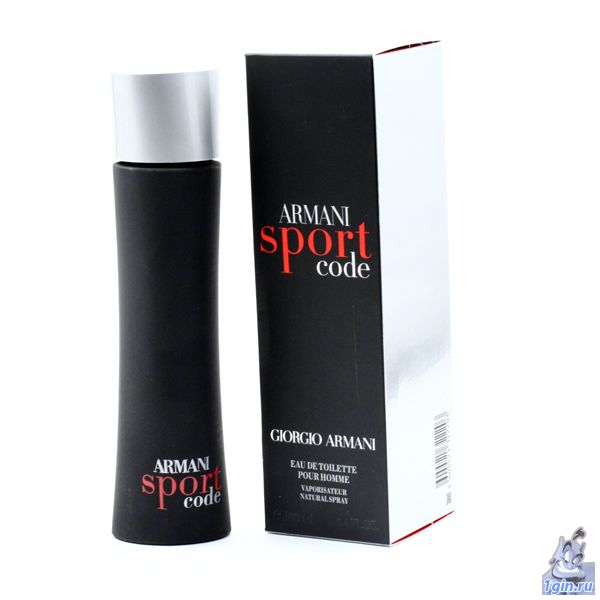 ARMANI
sport
code
GIORGIO ARMANI
EAU DE TOILETTE
POUR HOMME
VAPORISATEUR
NATURAL SPRAY
ARMANI
sport
code
1gin.ru